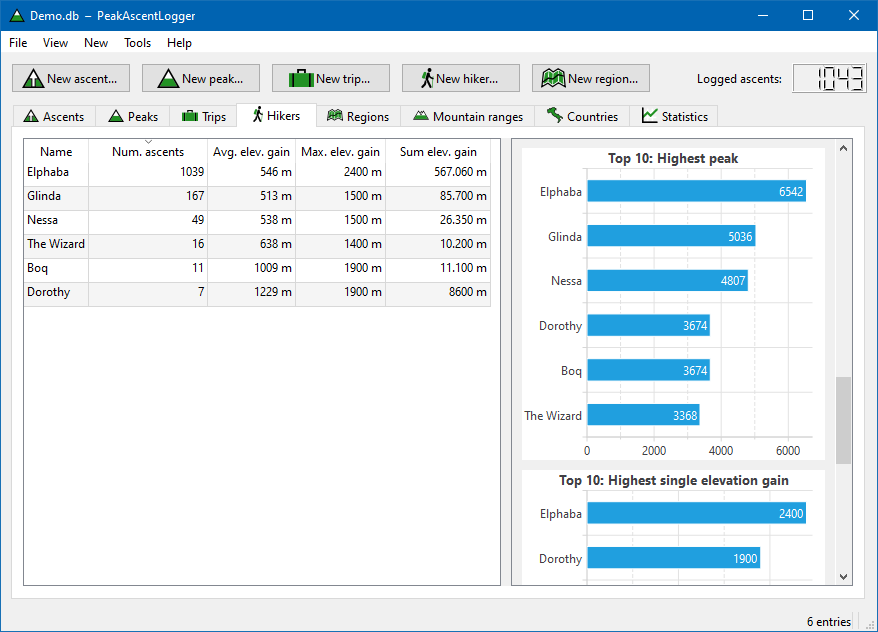 Demo.db – PeakAscentLogger
File View New Tools Help
New ascent... New peak... New trip... New hiker... New region... Logged ascents: 1043
Ascents Peaks Trips Hikers Regions Mountain ranges Countries Statistics
Name Num. ascents Avg. elev. gain Max. elev. gain Sum elev. gain
Elphaba 1039 546 m 2400 m 567.060 m
Glinda 167 513 m 1500 m 85.700 m
Nessa 49 538 m 1500 m 26.350 m
The Wizard 16 638 m 1400 m 10.200 m
Boq 11 1009 m 1900 m 11.100 m
Dorothy 7 1229 m 1900 m 8600 m
Top 10: Highest peak
Elphaba 6542
Glinda 5036
Nessa 4807
Dorothy 3674
Boq 3674
The Wizard 3368
0 2000 4000 6000
Top 10: Highest single elevation gain
Elphaba 2400
Dorothy 1900
6 entries